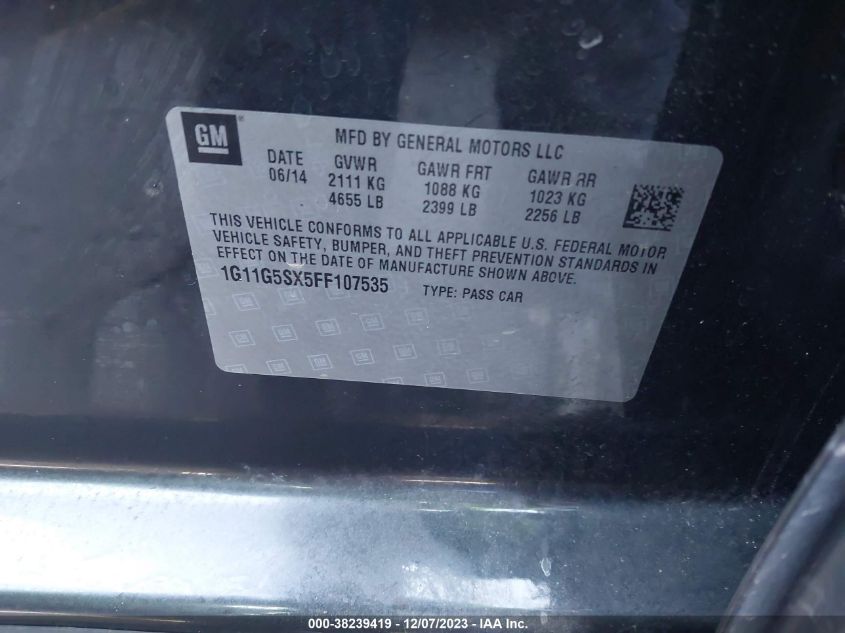 GM
MFD BY GENERAL MOTORS LLC
DATE GVWR GAWR FRT GAWR RR
06/14 2111 KG 1088 KG 1023 KG
4655 LB 2399 LB 2256 LB
THIS VEHICLE CONFORMS TO ALL APPLICABLE U.S. FEDERAL MOTOR
VEHICLE SAFETY, BUMPER, AND THEFT PREVENTION STANDARDS IN
EFFECT ON THE DATE OF MANUFACTURE SHOWN ABOVE.
1G11G5SX5FF107535 TYPE: PASS CAR
000-38239419 - 12/07/2023 - IAA Inc.